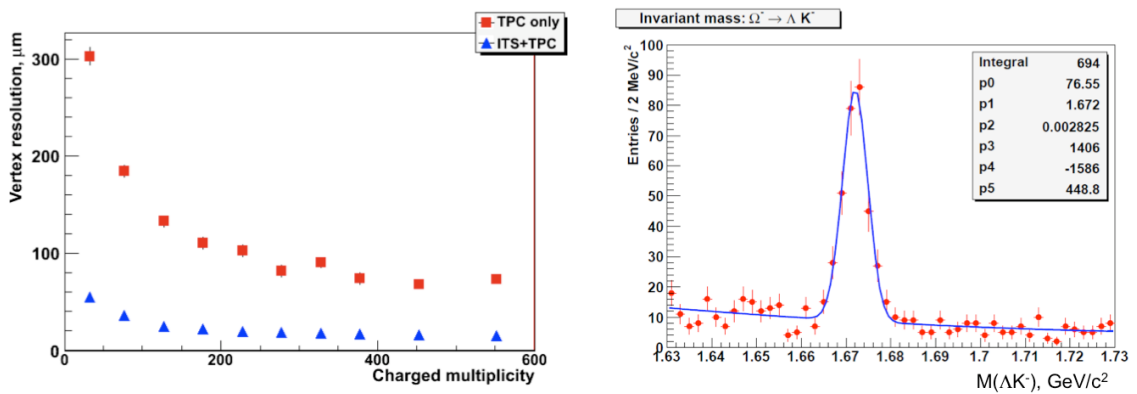 TPC only
ITS+TPC
Vertex resolution, μm
300
200
100
0
0 200 400 600
Charged multiplicity
Invariant mass: Ω⁻ → Λ K⁻
Entries / 2 MeV/c²
Integral 694
p0 76.55
p1 1.672
p2 0.002825
p3 1406
p4 -1586
p5 448.8
100
90
80
70
60
50
40
30
20
10
0
1.63 1.64 1.65 1.66 1.67 1.68 1.69 1.7 1.71 1.72 1.73
M(ΛK⁻), GeV/c²